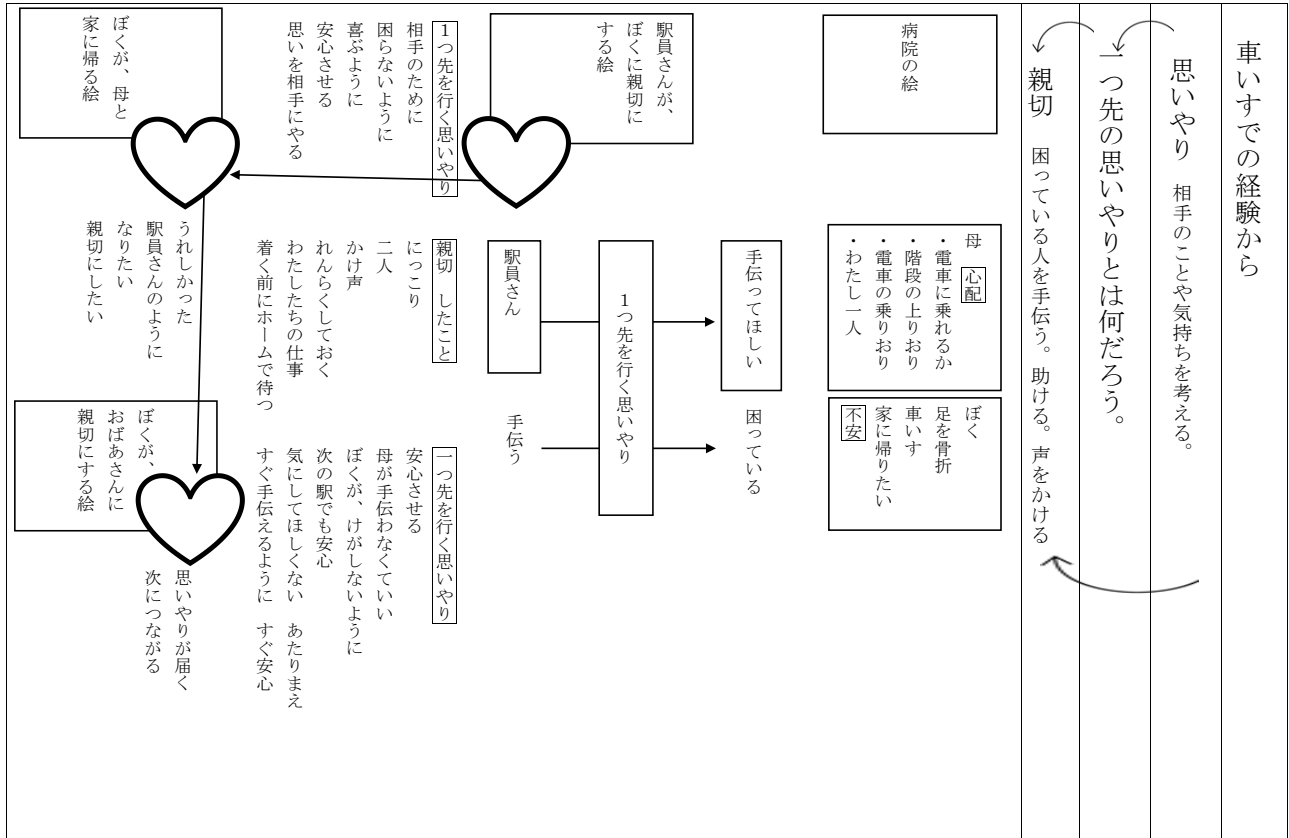 車いすでの経験から
思いやり　相手のことや気持ちを考える。
一つ先の思いやりとは何だろう。
親切　困っている人を手伝う。助ける。声をかける
病院の絵
母　心配
・電車に乗れるか
・階段の上りおり
・電車の乗りおり
・わたし一人
ぼく
足を骨折
車いす
家に帰りたい
不安
手伝ってほしい
困っている
1つ先を行く思いやり
駅員さん
手伝う
駅員さんが、
ぼくに親切に
する絵
1つ先を行く思いやり
相手のために
困らないように
喜ぶように
安心させる
思いを相手にやる
親切　したこと
にっこり
二人
かけ声
れんらくしておく
わたしたちの仕事
着く前にホームで待つ
一つ先を行く思いやり
安心させる
母が手伝わなくていい
ぼくが、けがしないように
次の駅でも安心
気にしてほしくない　あたりまえ
すぐ手伝えるように　すぐ安心
ぼくが、母と
家に帰る絵
うれしかった
駅員さんのように
なりたい
親切にしたい
ぼくが、
おばあさんに
親切にする絵
思いやりが届く
次につながる